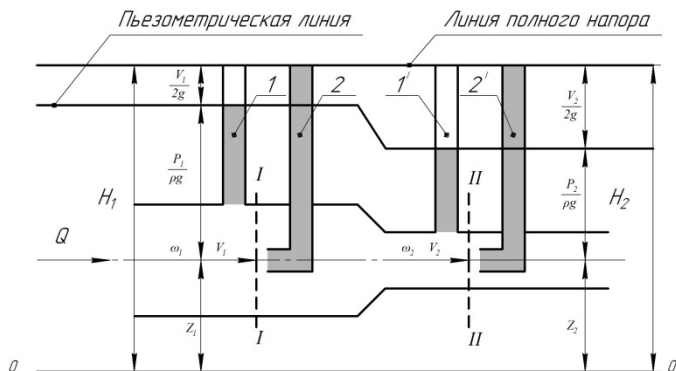 Пьезометрическая линия
Линия полного напора
V₁
2g
1
2
1′
2′
V₂
2g
P₁
ρg
P₂
ρg
H₁
H₂
I
II
Q
ω₁
V₁
ω₂
V₂
Z₁
Z₂
I
II
0
0